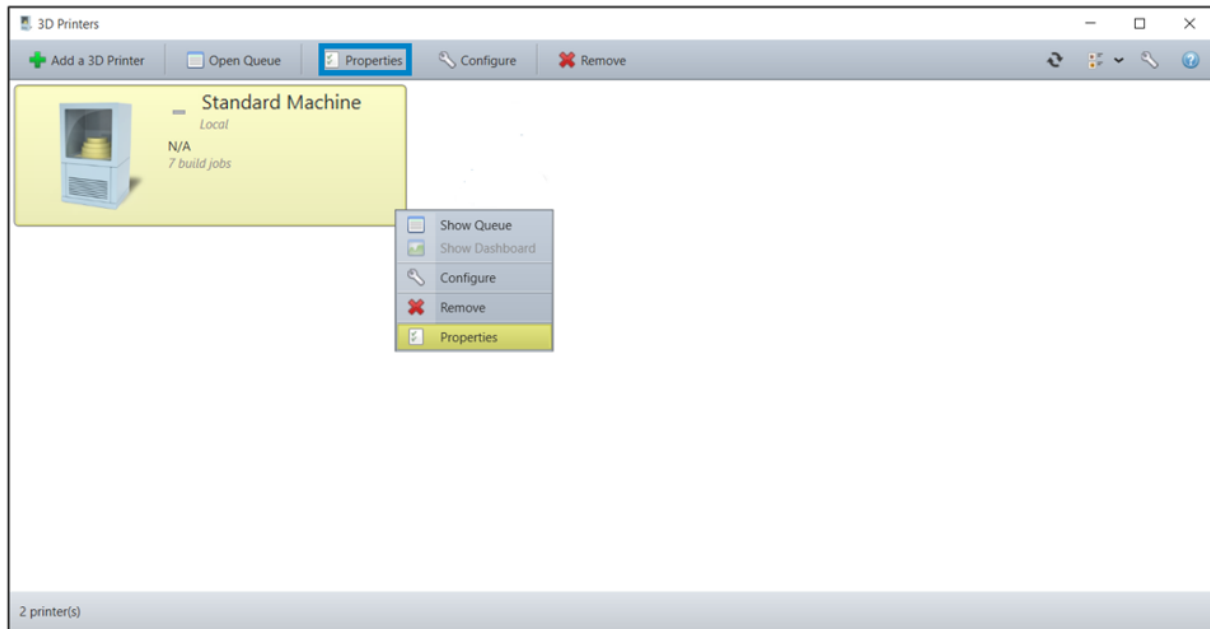 3D Printers
Add a 3D Printer Open Queue Properties Configure Remove
Standard Machine
Local
N/A
7 build jobs
Show Queue
Show Dashboard
Configure
Remove
Properties
2 printer(s)